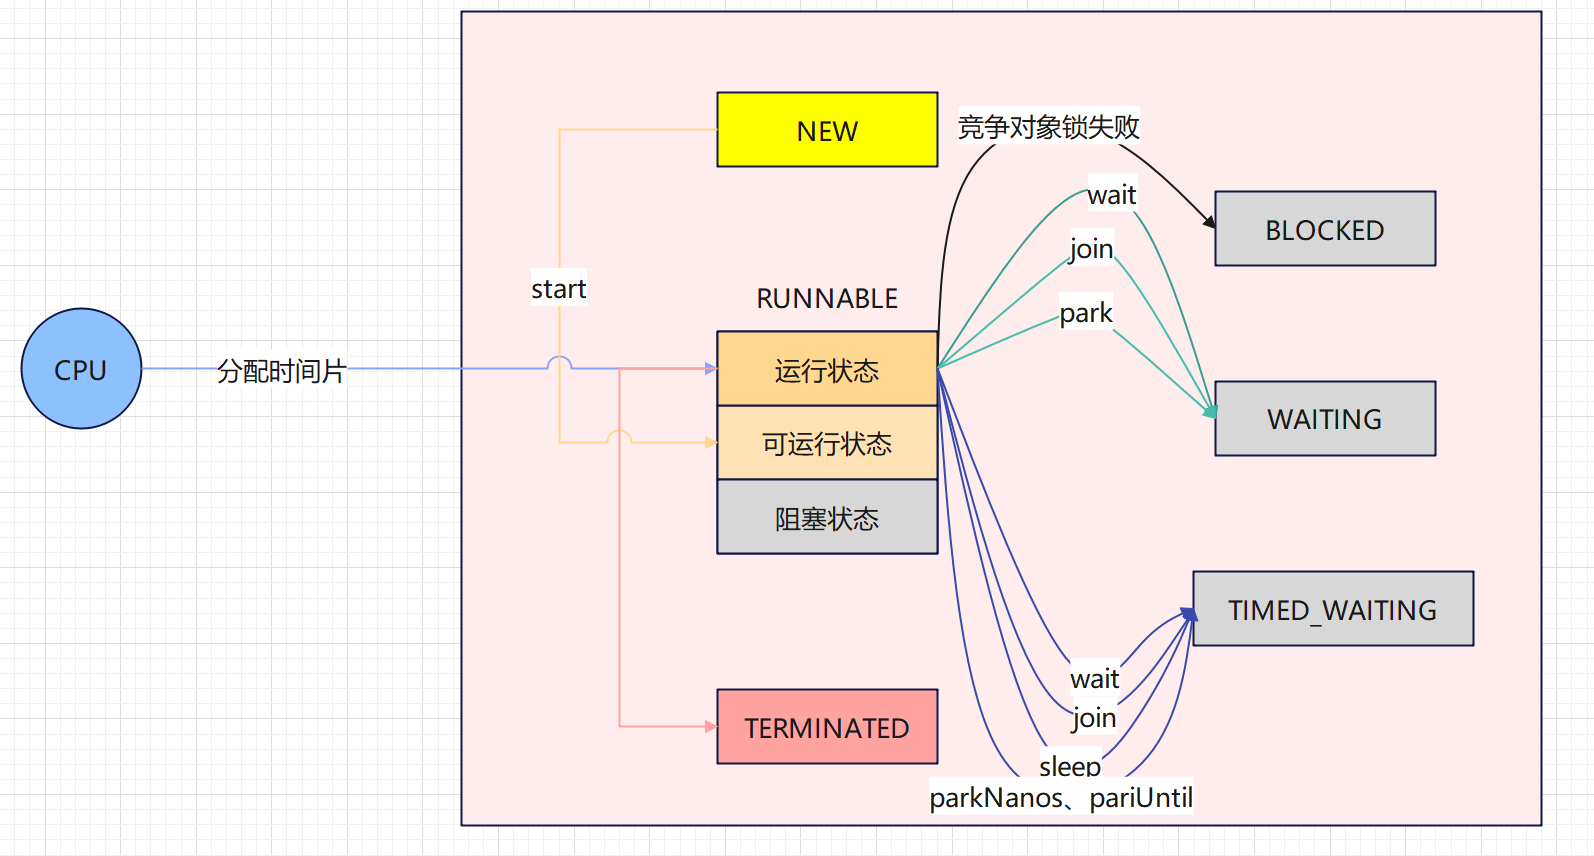 NEW
竞争对象锁失败
wait
BLOCKED
join
start
RUNNABLE
park
CPU
分配时间片
运行状态
WAITING
可运行状态
阻塞状态
TIMED_WAITING
wait
join
TERMINATED
sleep
parkNanos、pariUntil